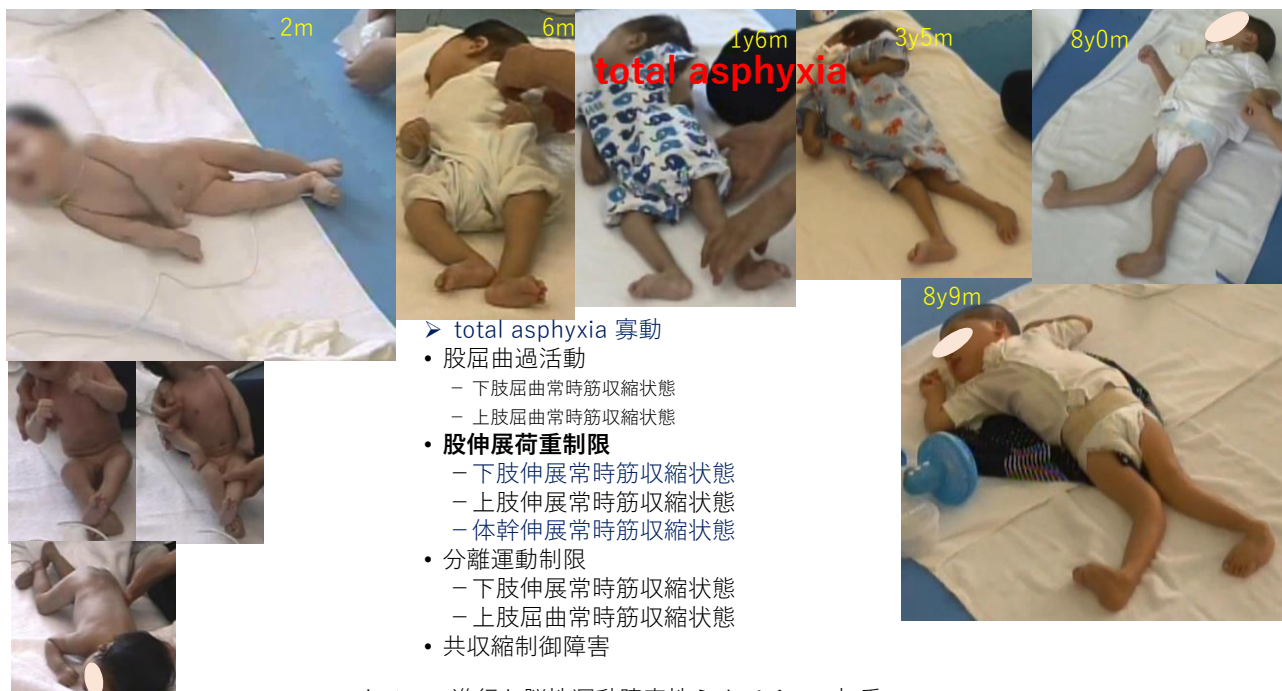 2m
6m
1y6m
3y5m
8y0m
total asphyxia
8y9m
➢ total asphyxia 寡動
• 股屈曲過活動
– 下肢屈曲常時筋収縮状態
– 上肢屈曲常時筋収縮状態
• 股伸展荷重制限
– 下肢伸展常時筋収縮状態
– 上肢伸展常時筋収縮状態
– 体幹伸展常時筋収縮状態
• 分離運動制限
– 下肢伸展常時筋収縮状態
– 上肢屈曲常時筋収縮状態
• 共収縮制御障害